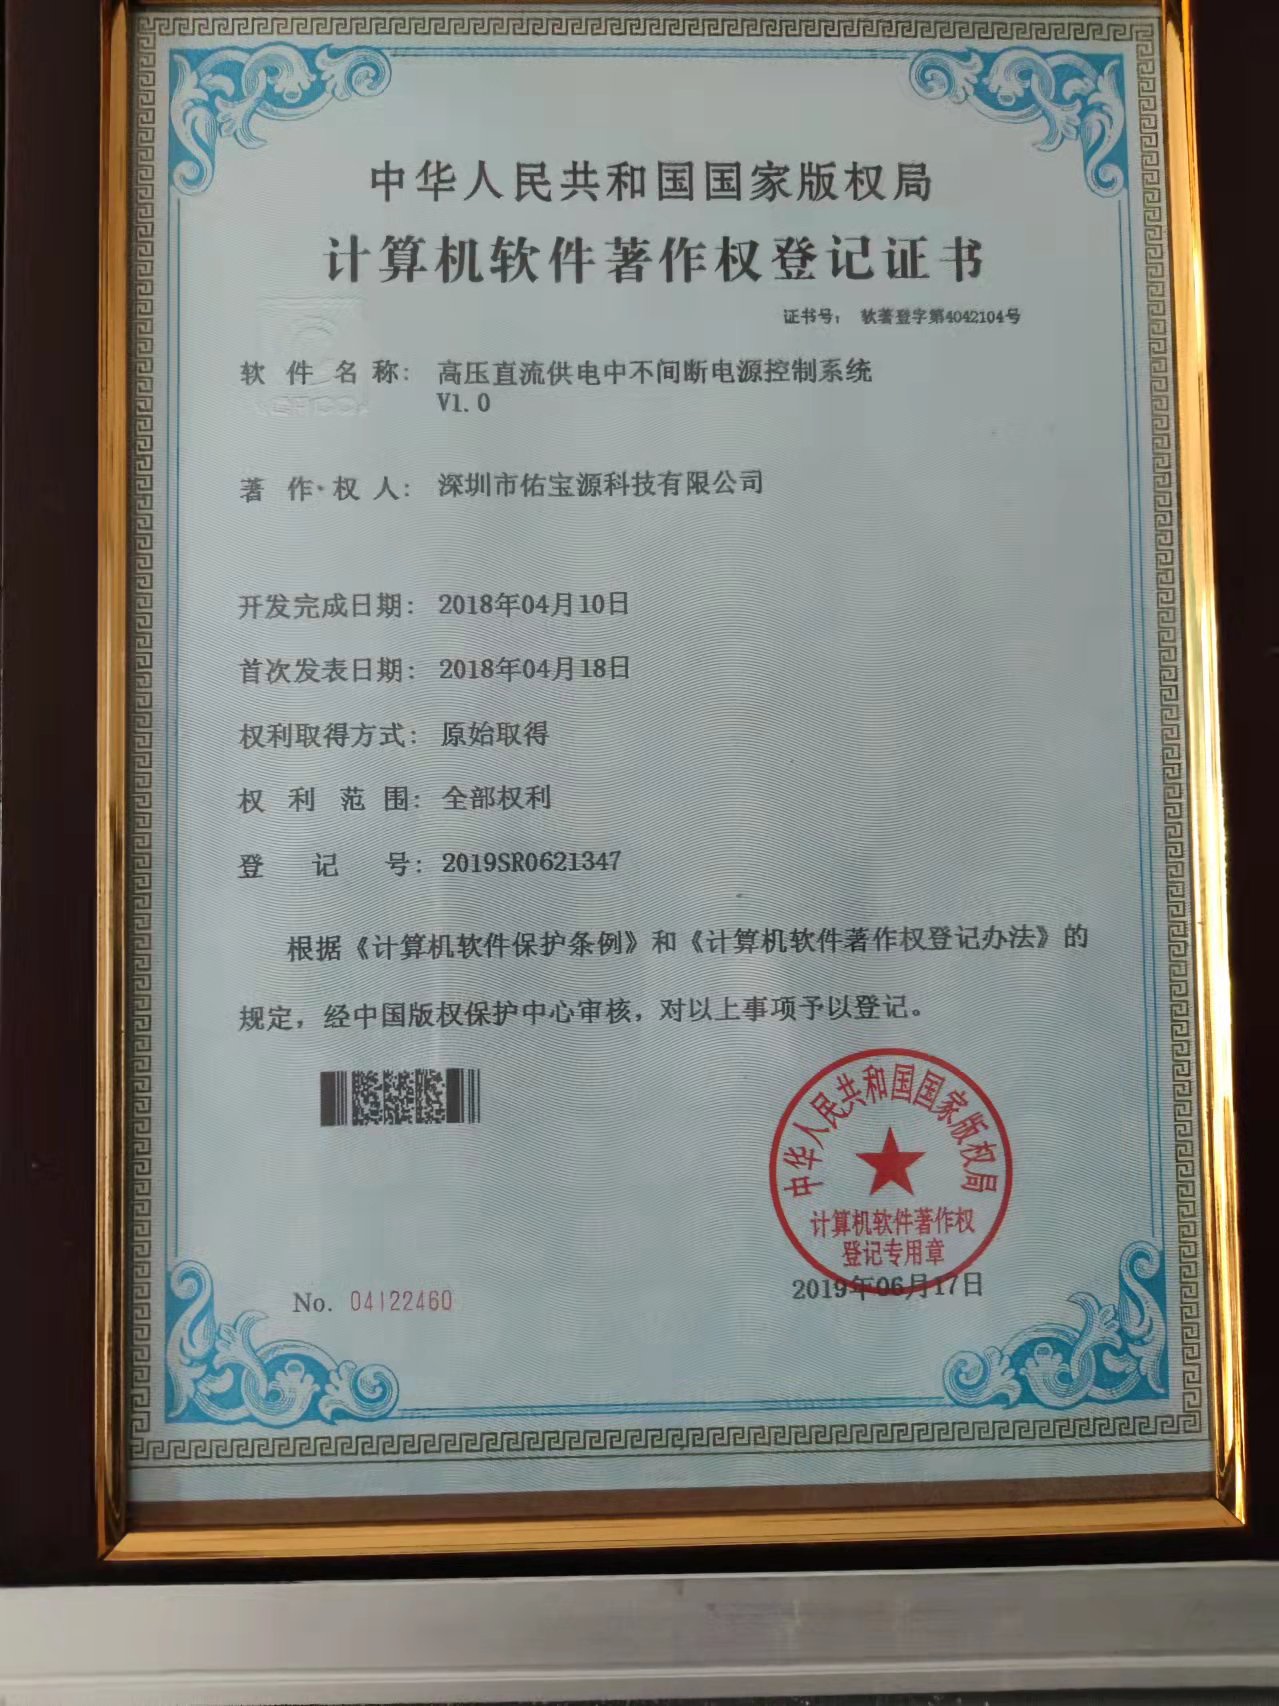 中华人民共和国国家版权局
计算机软件著作权登记证书
证书号： 软著登字第4042104号
软件名称： 高压直流供电中不间断电源控制系统
V1.0
著作权人： 深圳市佑宝源科技有限公司
开发完成日期： 2018年04月10日
首次发表日期： 2018年04月18日
权利取得方式： 原始取得
权利范围： 全部权利
登记号： 2019SR0621347
根据《计算机软件保护条例》和《计算机软件著作权登记办法》的
规定，经中国版权保护中心审核，对以上事项予以登记。
中华人民共和国国家版权局
计算机软件著作权
登记专用章
2019年06月17日
No. 04122460